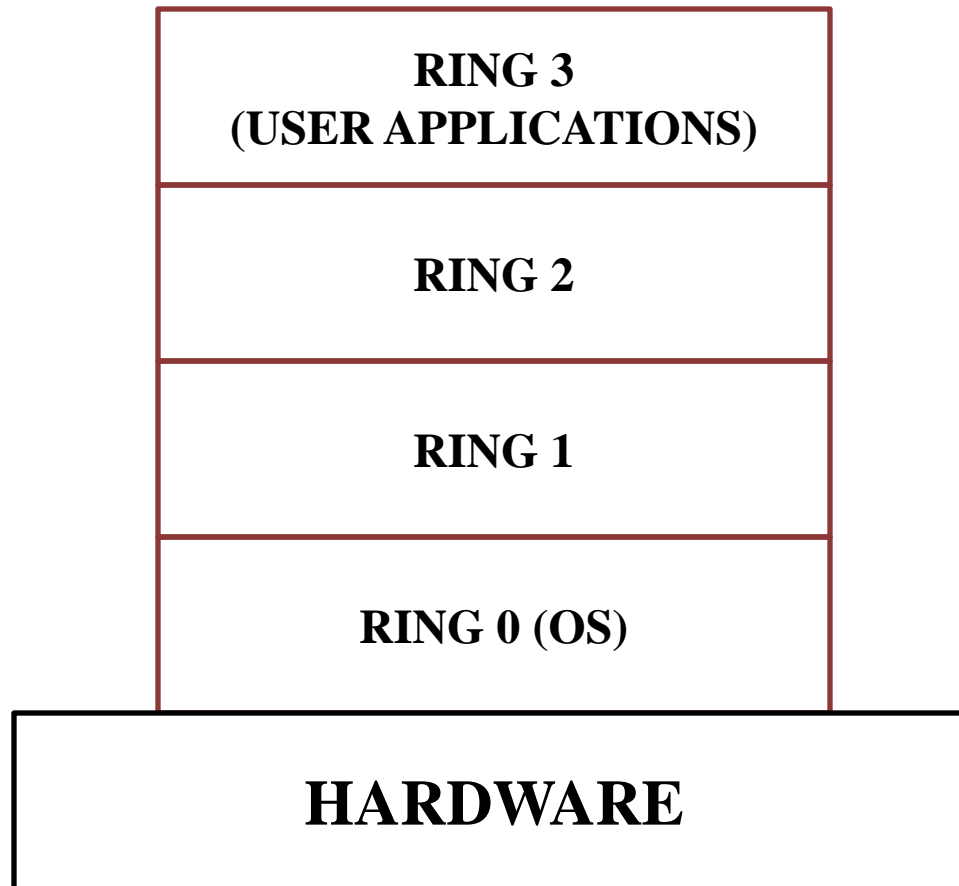 RING 3
(USER APPLICATIONS)
RING 2
RING 1
RING 0 (OS)
HARDWARE